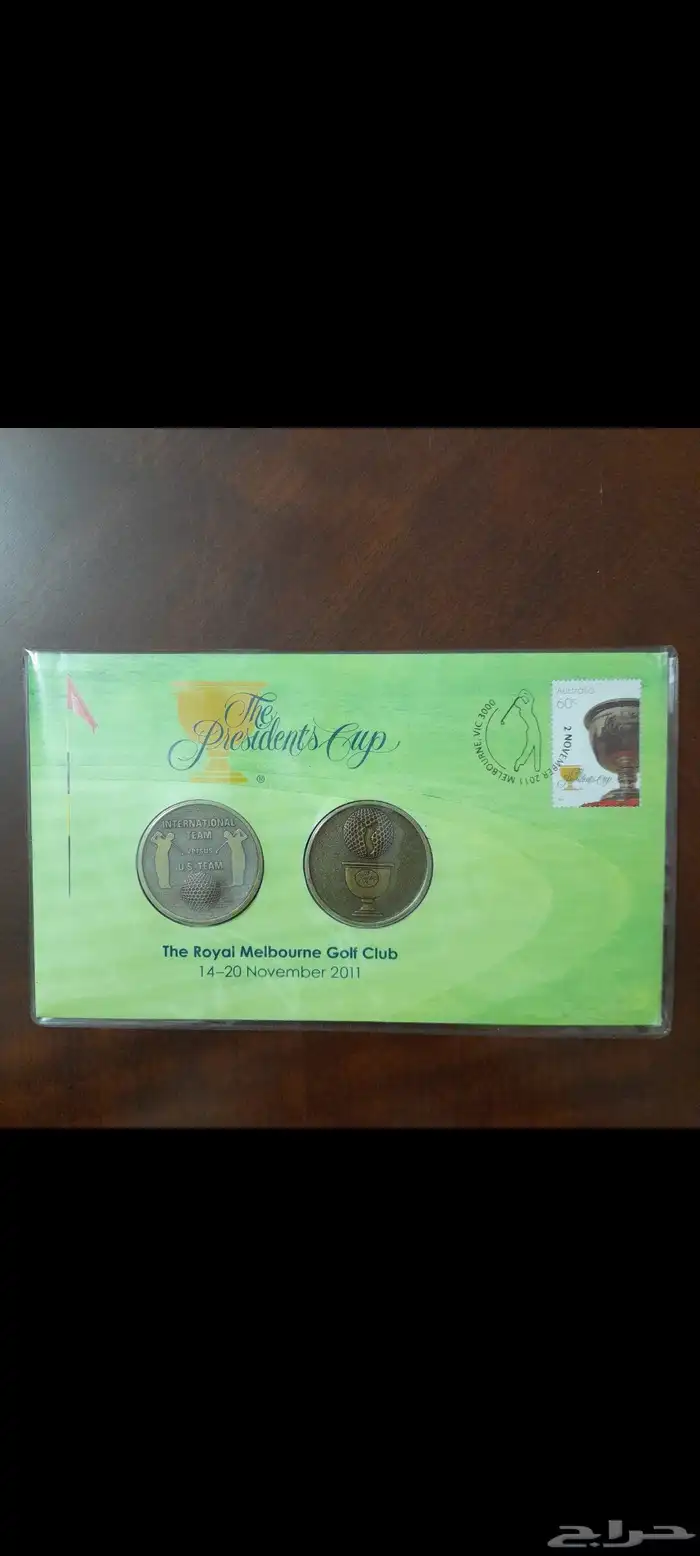 The
Presidents Cup
®
MELBOURNE, VIC 3000
2 NOVEMBER 2011
Australia
60c
INTERNATIONAL
TEAM
versus
U.S. TEAM
The Royal Melbourne Golf Club
14–20 November 2011
حراج